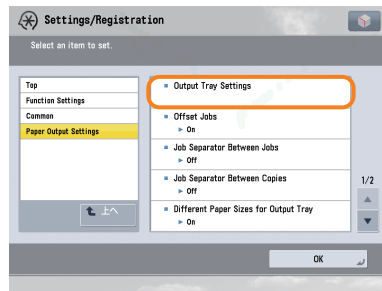 Settings/Registration
Select an item to set.
Top
Function Settings
Common
Paper Output Settings
上へ
Output Tray Settings
Offset Jobs
► On
Job Separator Between Jobs
► Off
Job Separator Between Copies
► Off
Different Paper Sizes for Output Tray
► On
1/2
OK